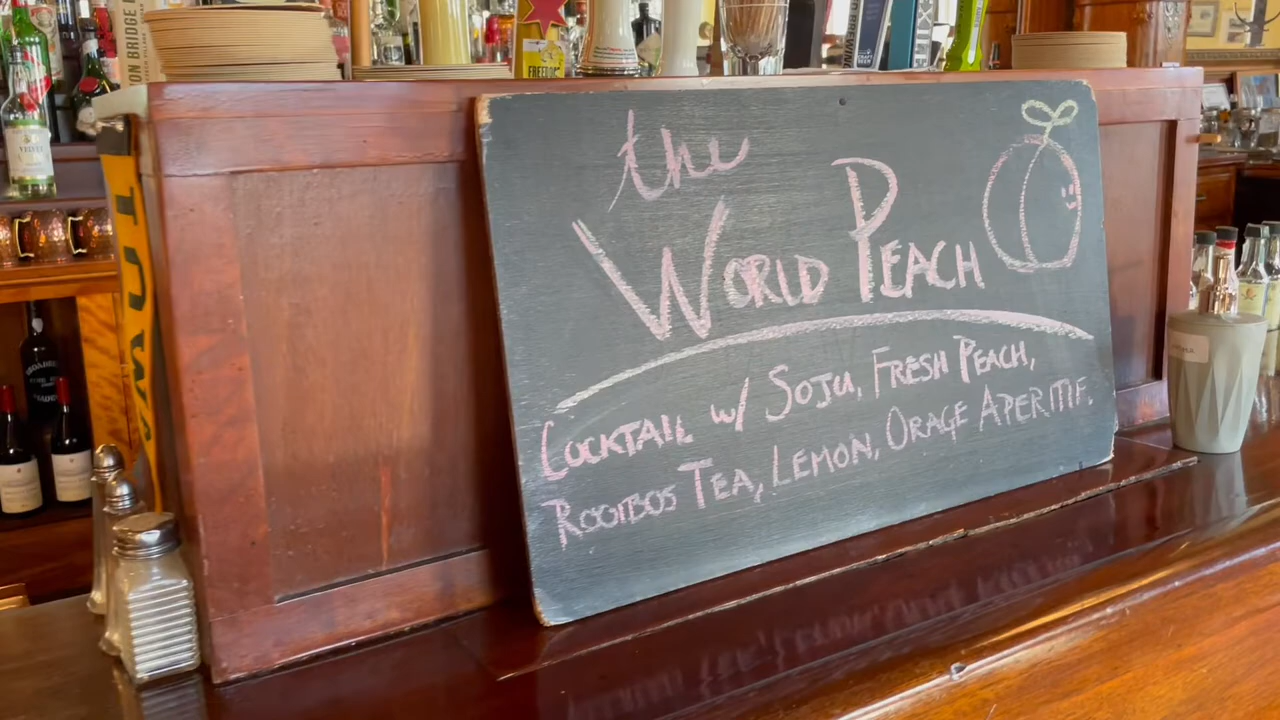 the
WORLD PEACH
COCKTAIL w/ SOJU, FRESH PEACH,
ROOIBOS TEA, LEMON, ORAGE APERITIF.